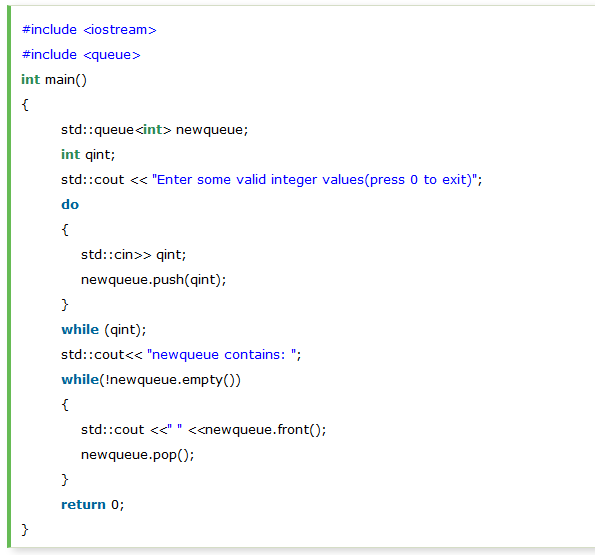 #include <iostream>
#include <queue>
int main()
{
std::queue<int> newqueue;
int qint;
std::cout << "Enter some valid integer values(press 0 to exit)";
do
{
std::cin>> qint;
newqueue.push(qint);
}
while (qint);
std::cout<< "newqueue contains: ";
while(!newqueue.empty())
{
std::cout <<" " <<newqueue.front();
newqueue.pop();
}
return 0;
}